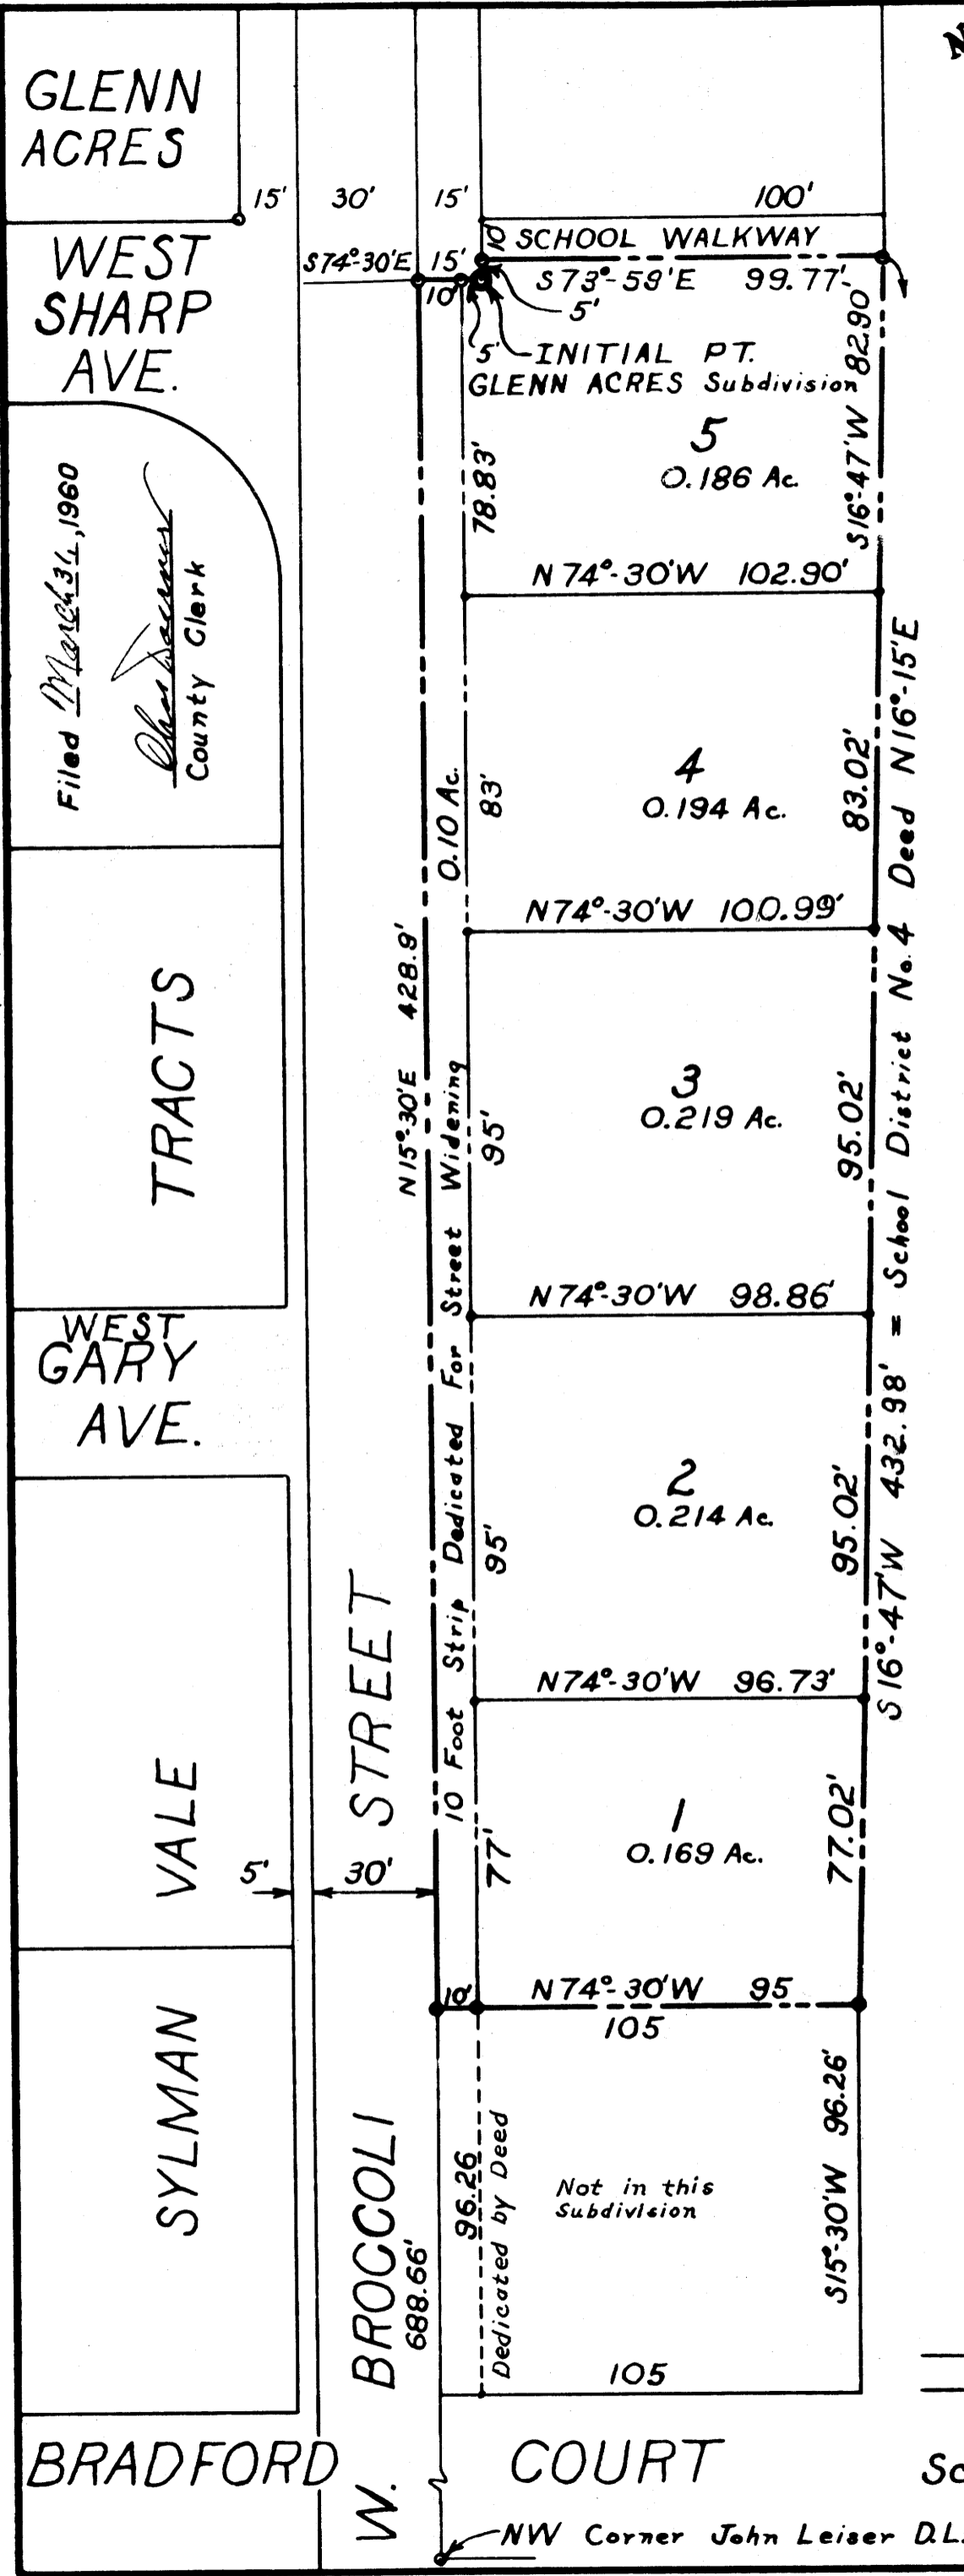 GLENN
ACRES
15' 30' 15' 100'
10' SCHOOL WALKWAY
WEST
SHARP
AVE.
S74°-30'E 15'
10'
S73°-59'E 99.77'
5'
5'
INITIAL PT.
GLENN ACRES Subdivision
S16°-47'W 82.90'
5
0.186 Ac.
78.83'
N74°-30'W 102.90'
Filed March 31, 1960
County Clerk
4
0.194 Ac.
83'
83.02'
0.10 Ac.
N74°-30'W 100.99'
N15°-30'E 428.9'
3
0.219 Ac.
95'
95.02'
N74°-30'W 98.86'
TRACTS
WEST
GARY
AVE.
2
0.214 Ac.
95'
95.02'
S16°-47'W 432.98' = School District No. 4 Deed N16°-15'E
10 Foot Strip Dedicated For Street Widening
N74°-30'W 96.73'
1
0.169 Ac.
77'
77.02'
VALE
STREET
5' 30'
10' N74°-30'W 95
105
SYLMAN
W. BROCCOLI
688.66'
96.26
Dedicated by Deed
Not in this
Subdivision
S15°-30'W 96.26'
105
BRADFORD COURT
Sc
NW Corner John Leiser D.L.